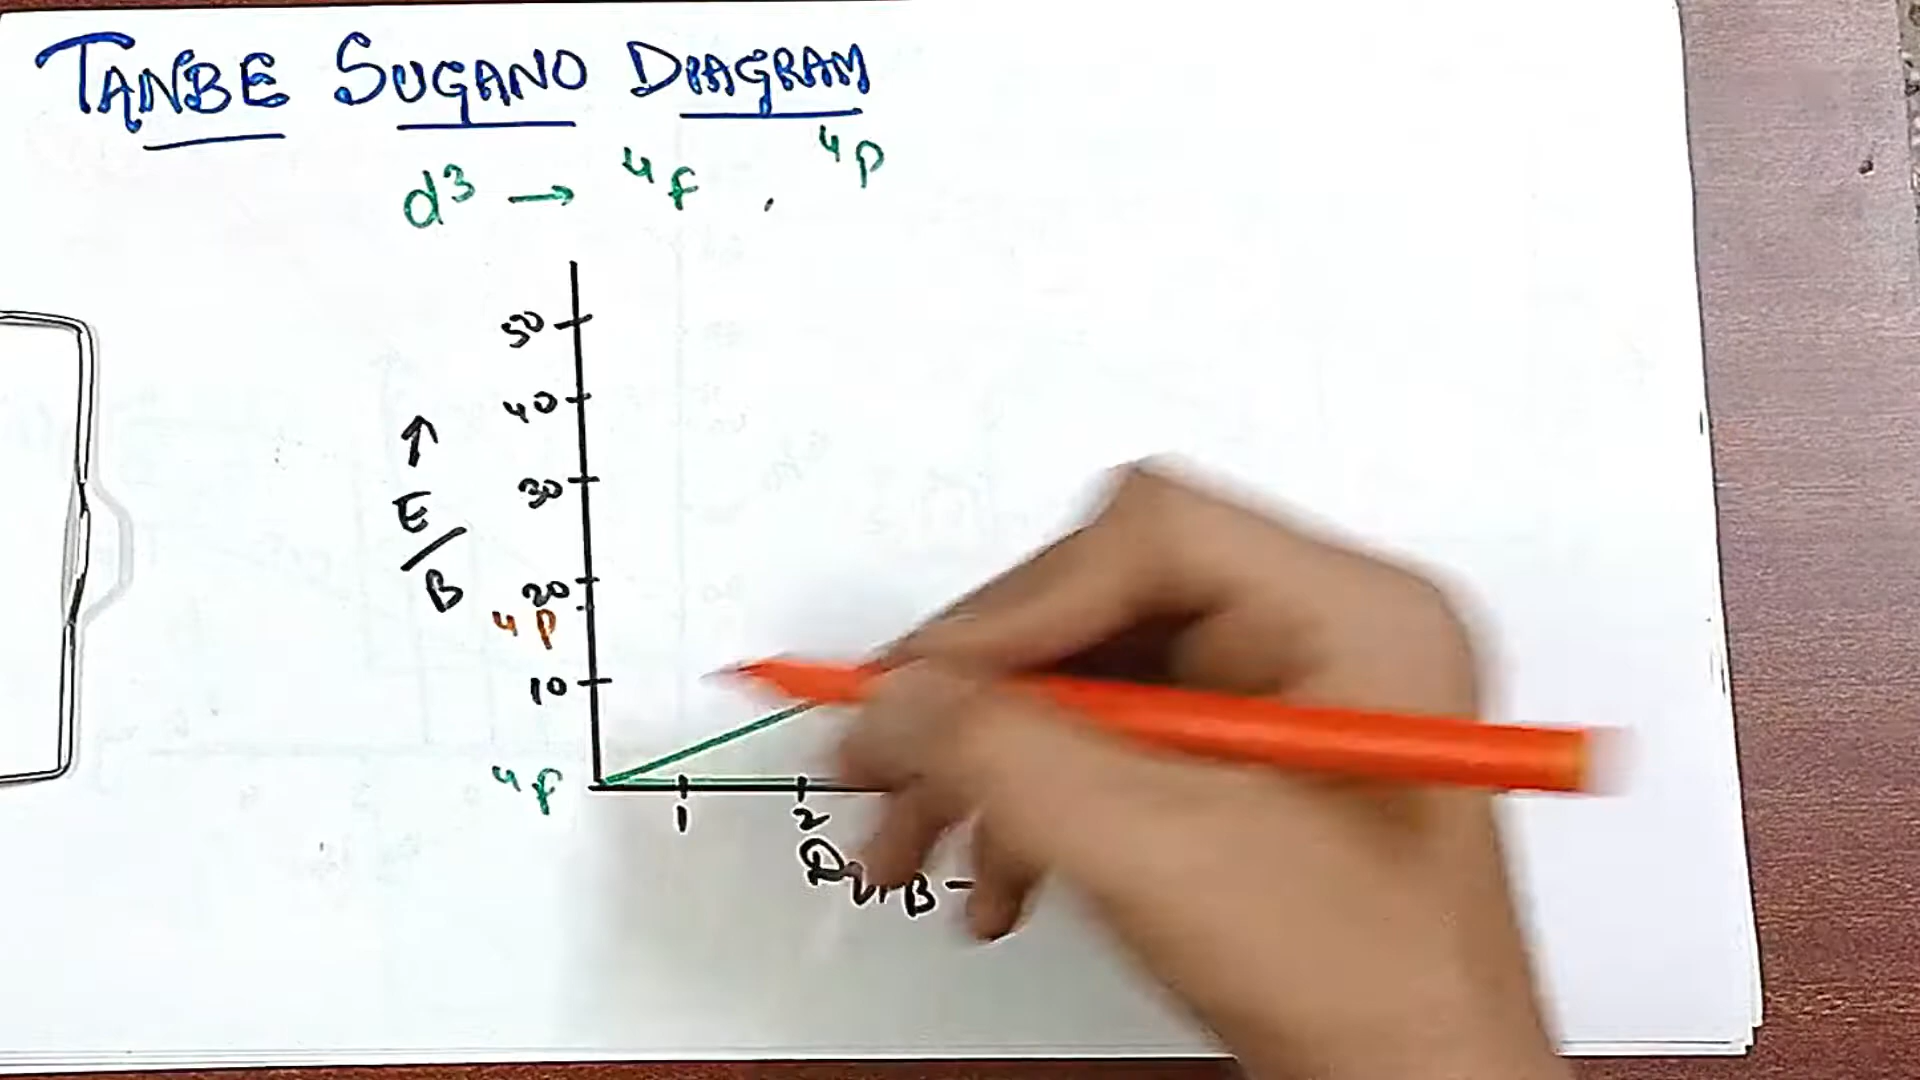 TANBE SUGANO DIAGRAM
d³ → ⁴F , ⁴P
50
40
30
↑ E/B
20
⁴P
10
⁴F
1 2